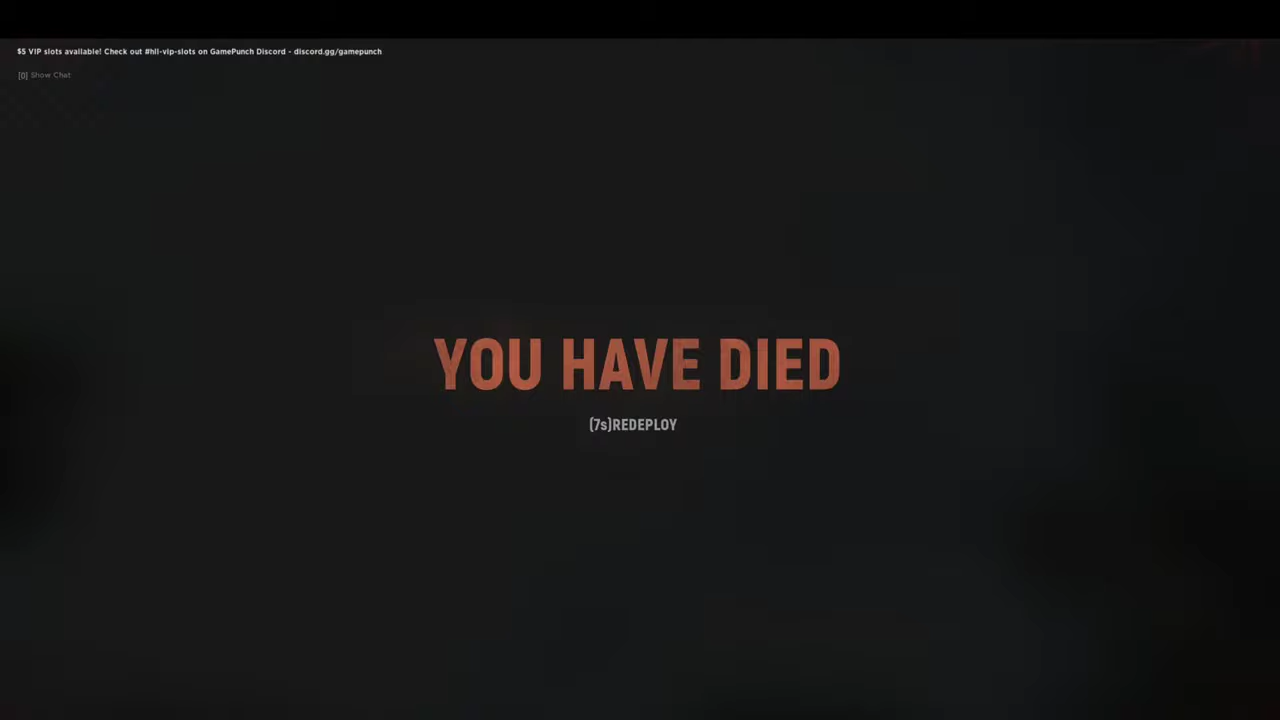 $5 VIP slots available! Check out #hll-vip-slots on GamePunch Discord - discord.gg/gamepunch
[0] Show Chat
YOU HAVE DIED
(7s)REDEPLOY